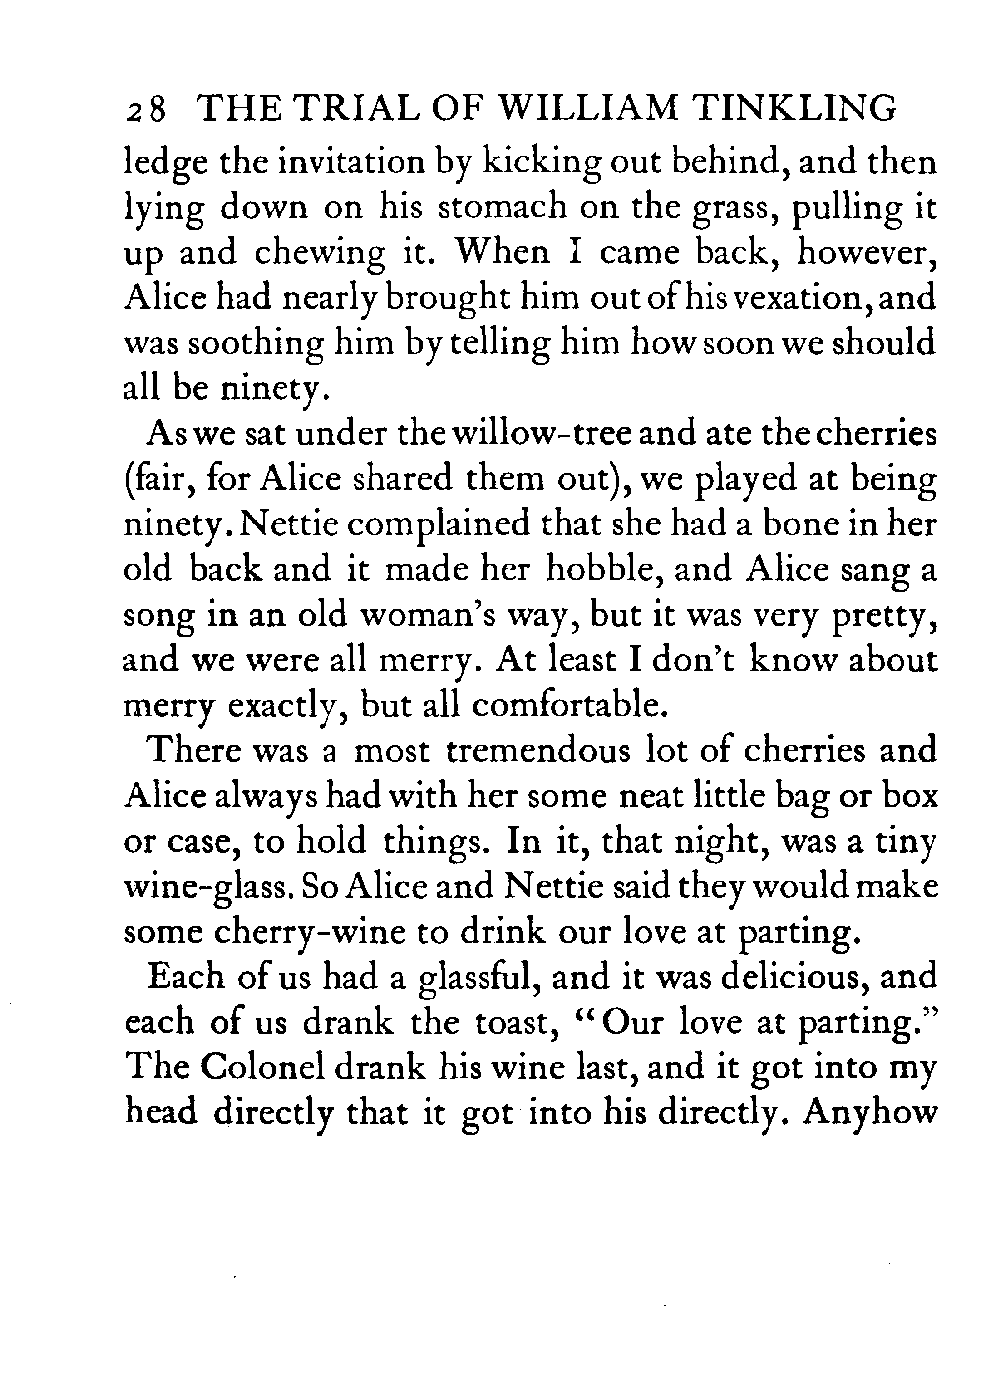 28 THE TRIAL OF WILLIAM TINKLING
ledge the invitation by kicking out behind, and then
lying down on his stomach on the grass, pulling it
up and chewing it. When I came back, however,
Alice had nearly brought him out of his vexation, and
was soothing him by telling him how soon we should
all be ninety.
As we sat under the willow-tree and ate the cherries
(fair, for Alice shared them out), we played at being
ninety. Nettie complained that she had a bone in her
old back and it made her hobble, and Alice sang a
song in an old woman's way, but it was very pretty,
and we were all merry. At least I don't know about
merry exactly, but all comfortable.
There was a most tremendous lot of cherries and
Alice always had with her some neat little bag or box
or case, to hold things. In it, that night, was a tiny
wine-glass. So Alice and Nettie said they would make
some cherry-wine to drink our love at parting.
Each of us had a glassful, and it was delicious, and
each of us drank the toast, “Our love at parting.”
The Colonel drank his wine last, and it got into my
head directly that it got into his directly. Anyhow